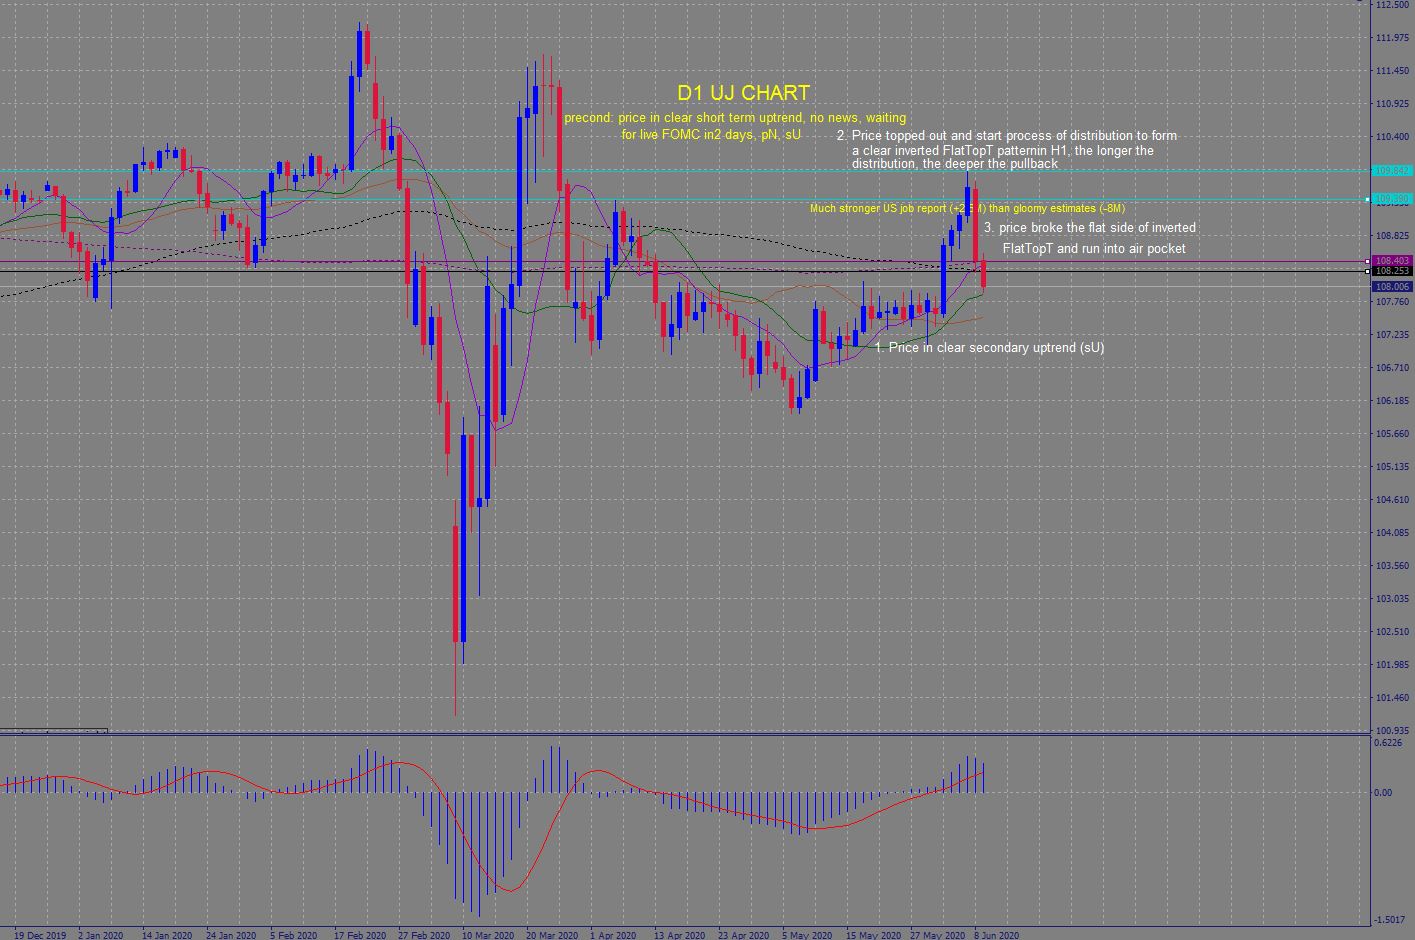 112.500
111.975
111.450
D1 UJ CHART
110.925
precond: price in clear short term uptrend, no news, waiting
for live FOMC in2 days, pN, sU
2. Price topped out and start process of distribution to form
110.400
a clear inverted FlatTopT patternin H1, the longer the
distribution, the deeper the pullback
109.842
Much stronger US job report (+2.5M) than gloomy estimates (-8M)
3. price broke the flat side of inverted
108.825
FlatTopT and run into air pocket
108.403
108.253
108.006
107.760
107.235
1. Price in clear secondary uptrend (sU)
106.710
106.185
105.660
105.135
104.610
104.085
103.560
103.035
102.510
101.985
101.460
100.935
0.6226
0.00
-1.5017
19 Dec 2019 2 Jan 2020 14 Jan 2020 24 Jan 2020 5 Feb 2020 17 Feb 2020 27 Feb 2020 10 Mar 2020 20 Mar 2020 1 Apr 2020 13 Apr 2020 23 Apr 2020 5 May 2020 15 May 2020 27 May 2020 8 Jun 2020